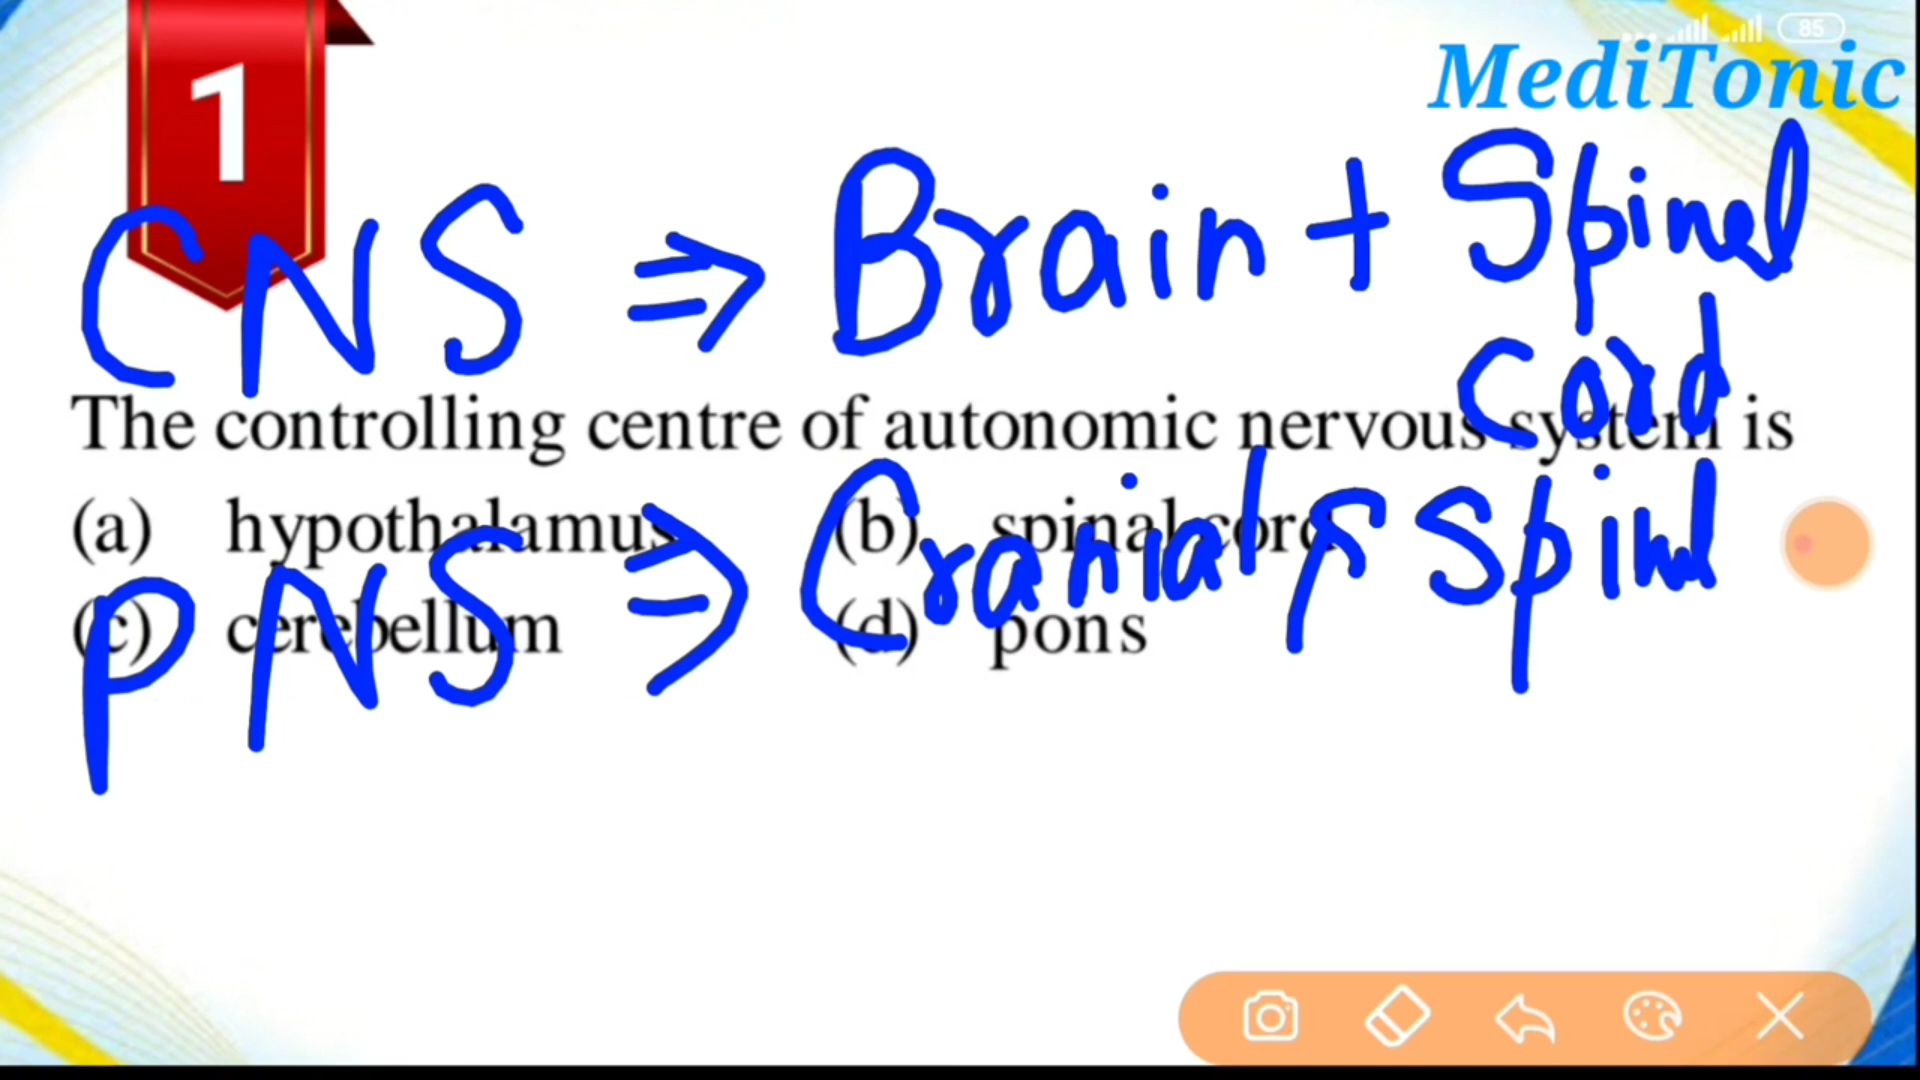 85
MediTonic
1
CNS ⇒ Brain + Spinal
cord
The controlling centre of autonomic nervous system is
(a) hypothalamus (b) spinal cord
PNS ⇒ Cranial & Spinal
(c) cerebellum (d) pons